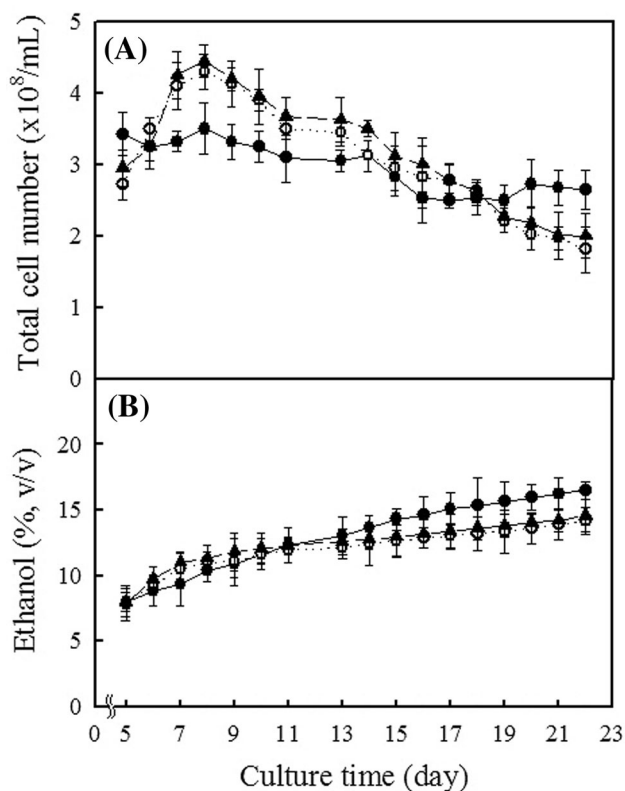 (A)
Total cell number (x10⁸/mL)
5
4
3
2
1
0
(B)
Ethanol (%, v/v)
20
15
10
5
0
0 5 7 9 11 13 15 17 19 21 23
Culture time (day)